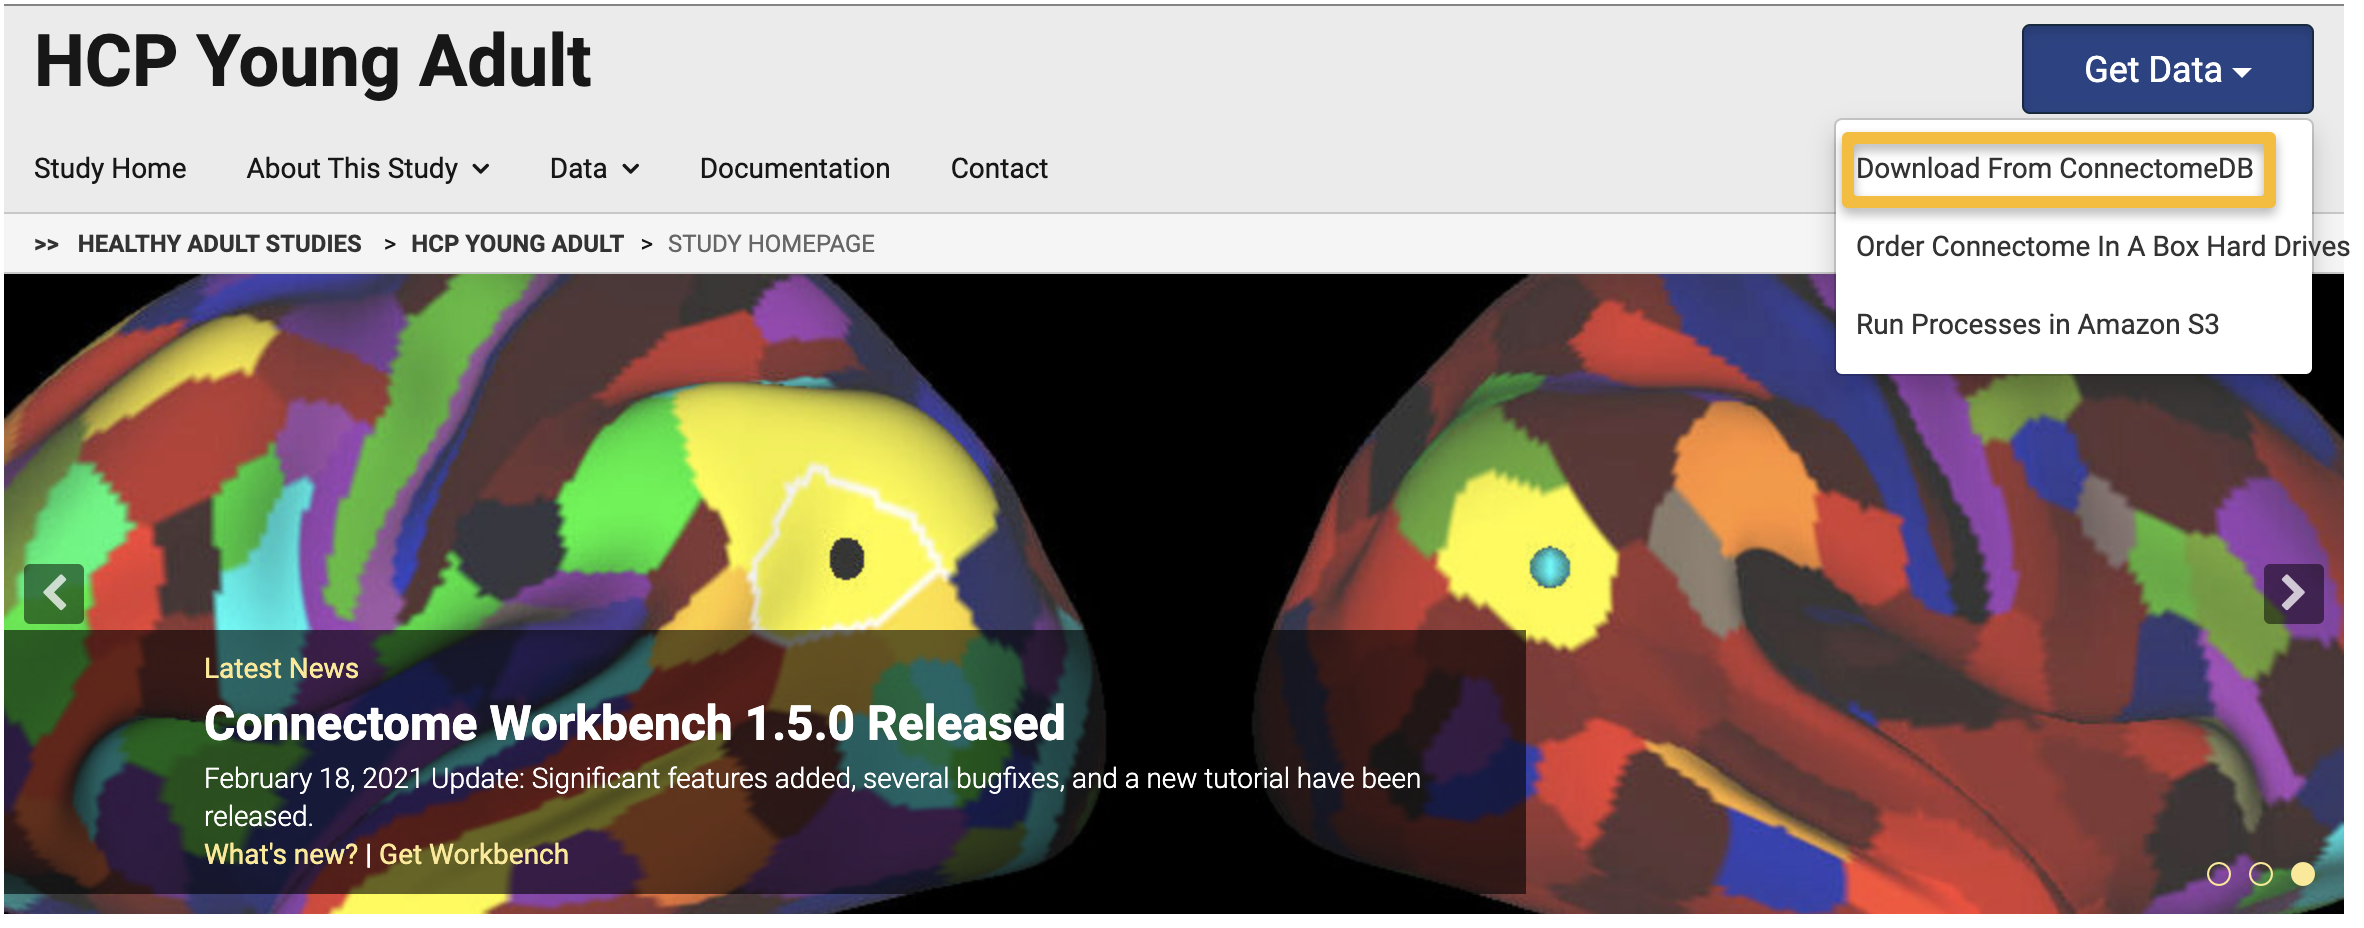 HCP Young Adult
Get Data
Study Home About This Study Data Documentation Contact
Download From ConnectomeDB
Order Connectome In A Box Hard Drives
Run Processes in Amazon S3
>> HEALTHY ADULT STUDIES > HCP YOUNG ADULT > STUDY HOMEPAGE
Latest News
Connectome Workbench 1.5.0 Released
February 18, 2021 Update: Significant features added, several bugfixes, and a new tutorial have been
released.
What's new? | Get Workbench